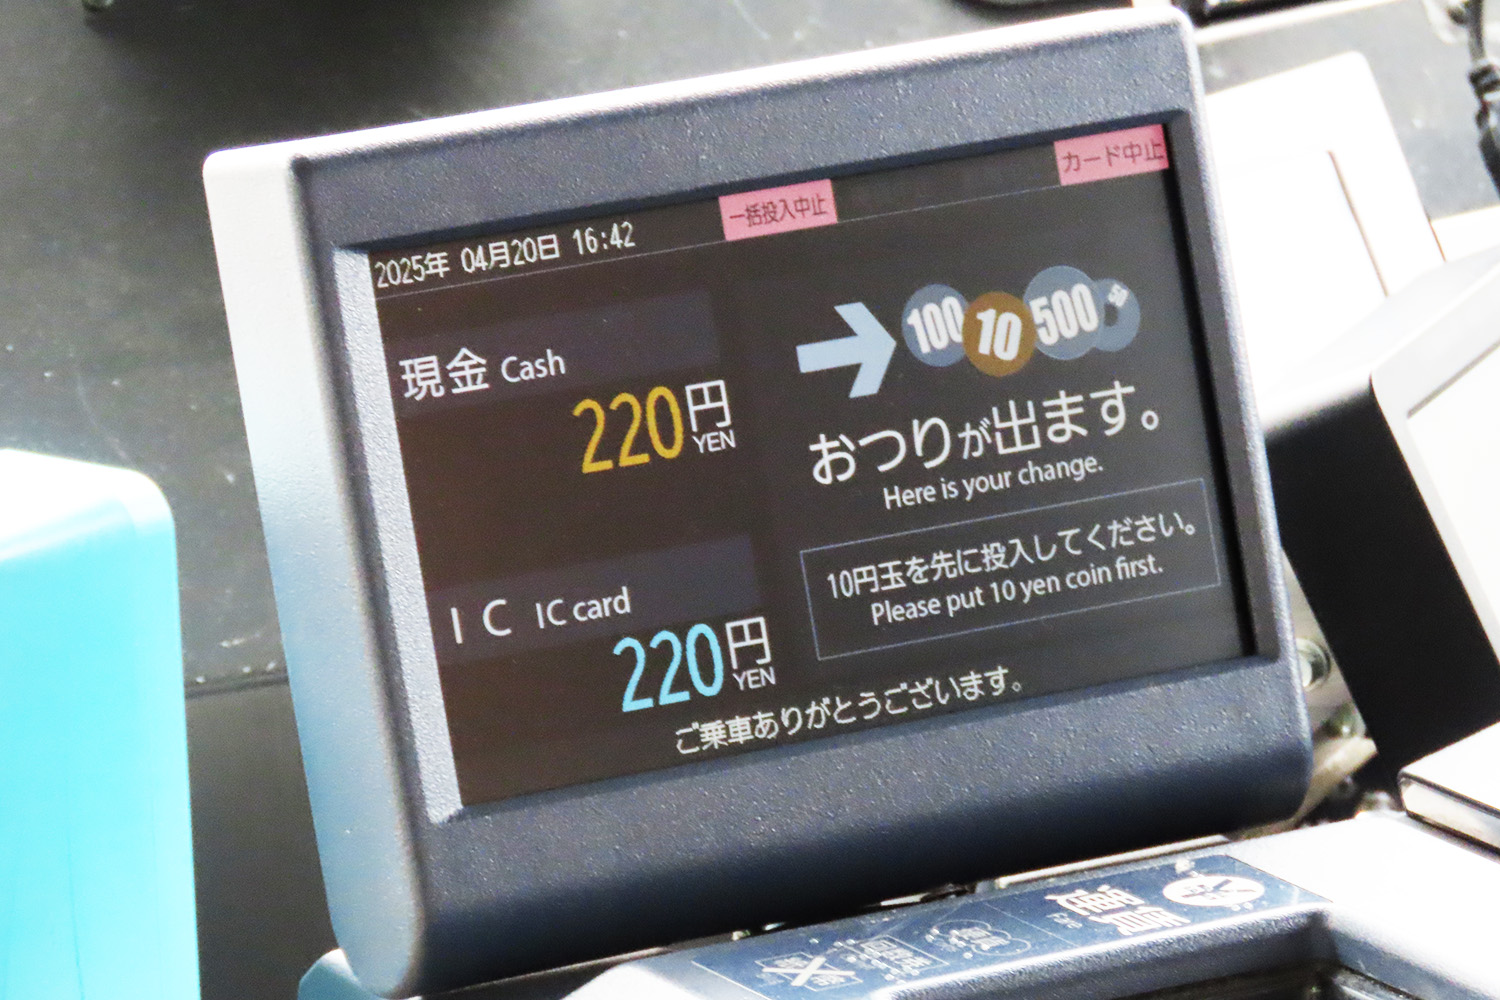 2025年 04月20日 16:42
一括投入中止
カード中止
現金 Cash
220円
YEN
100 10 500
おつりが出ます。
Here is your change.
10円玉を先に投入してください。
Please put 10 yen coin first.
IC IC card
220円
YEN
ご乗車ありがとうございます。